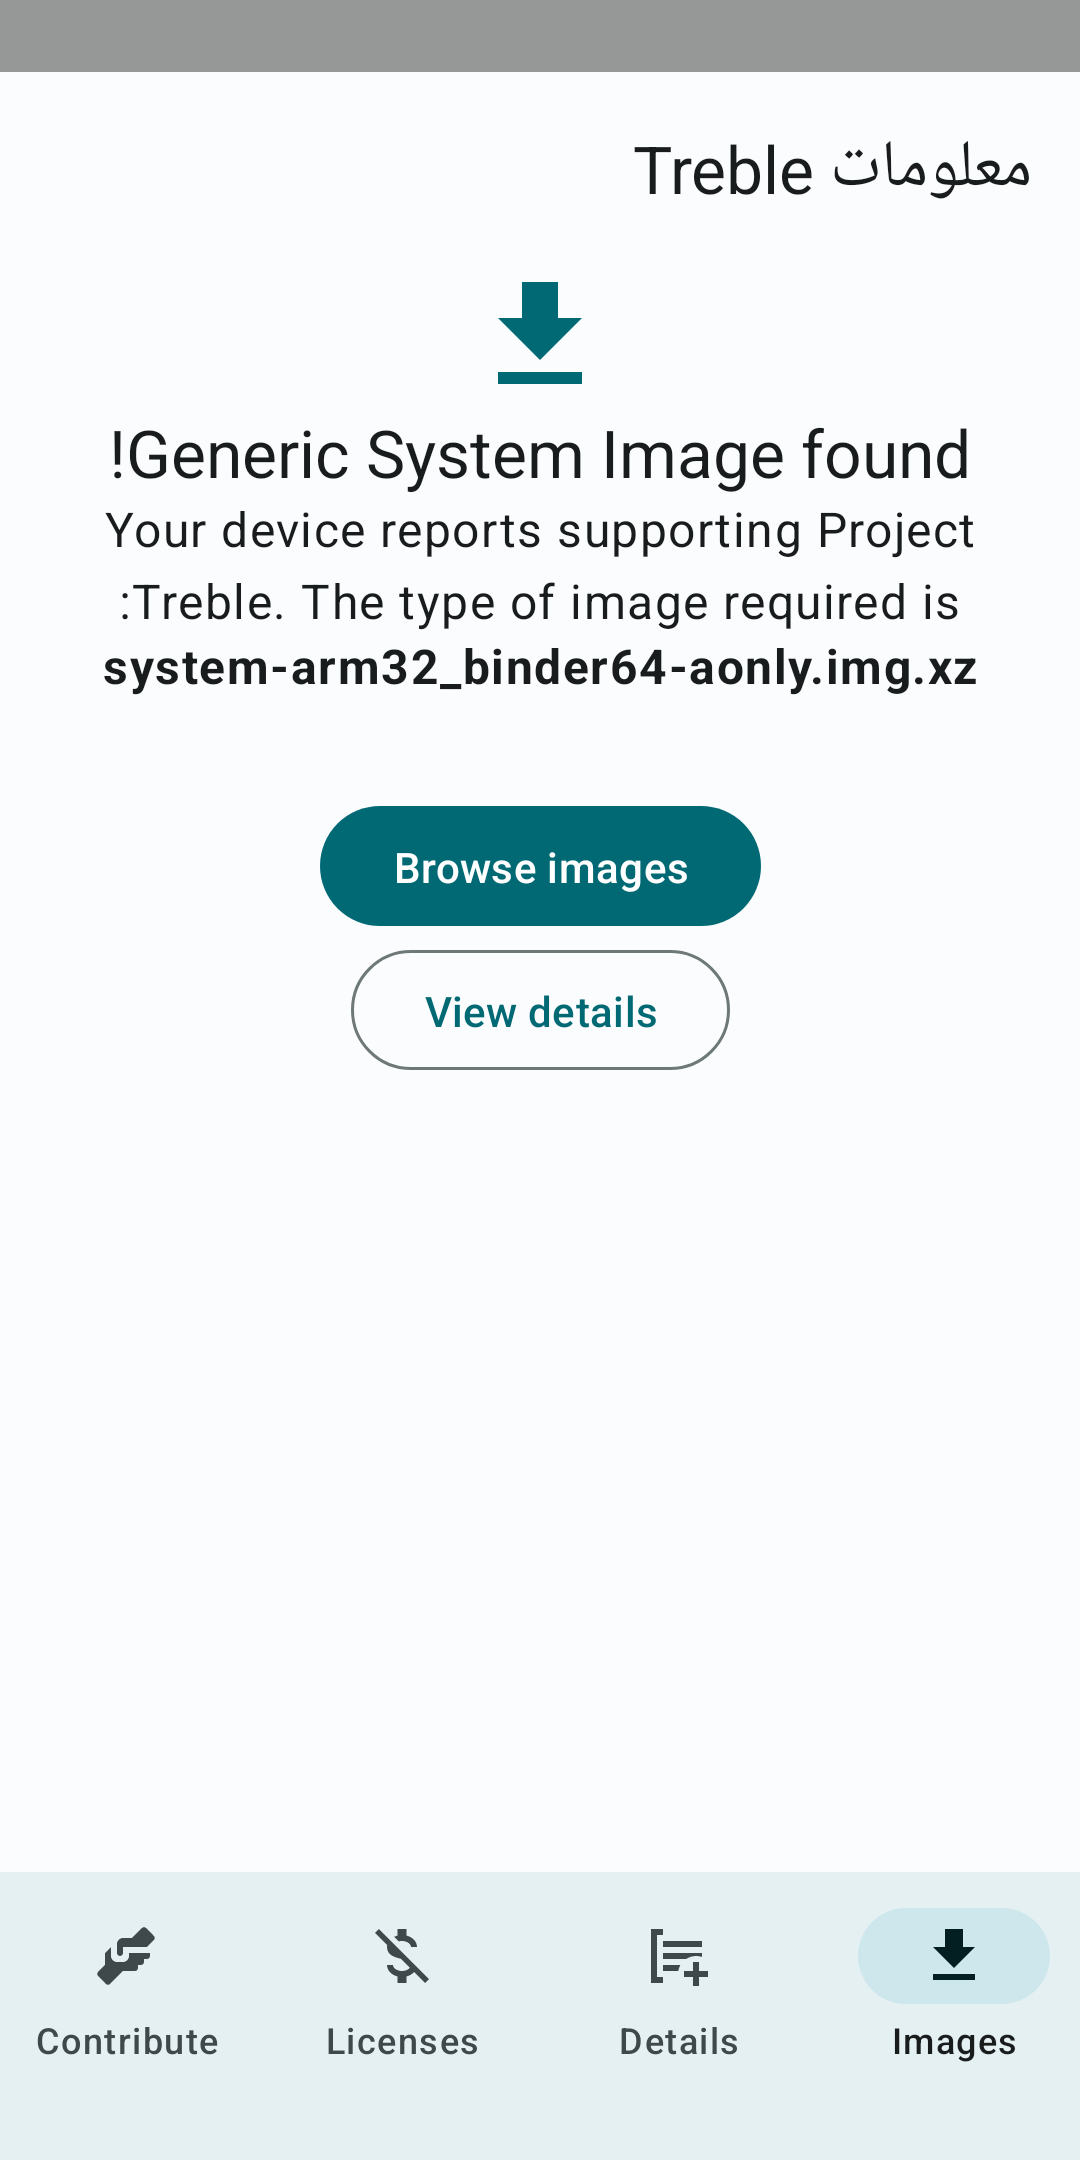 معلومات Treble
!Generic System Image found
Your device reports supporting Project
:Treble. The type of image required is
system-arm32_binder64-aonly.img.xz
Browse images
View details
Contribute
Licenses
Details
Images